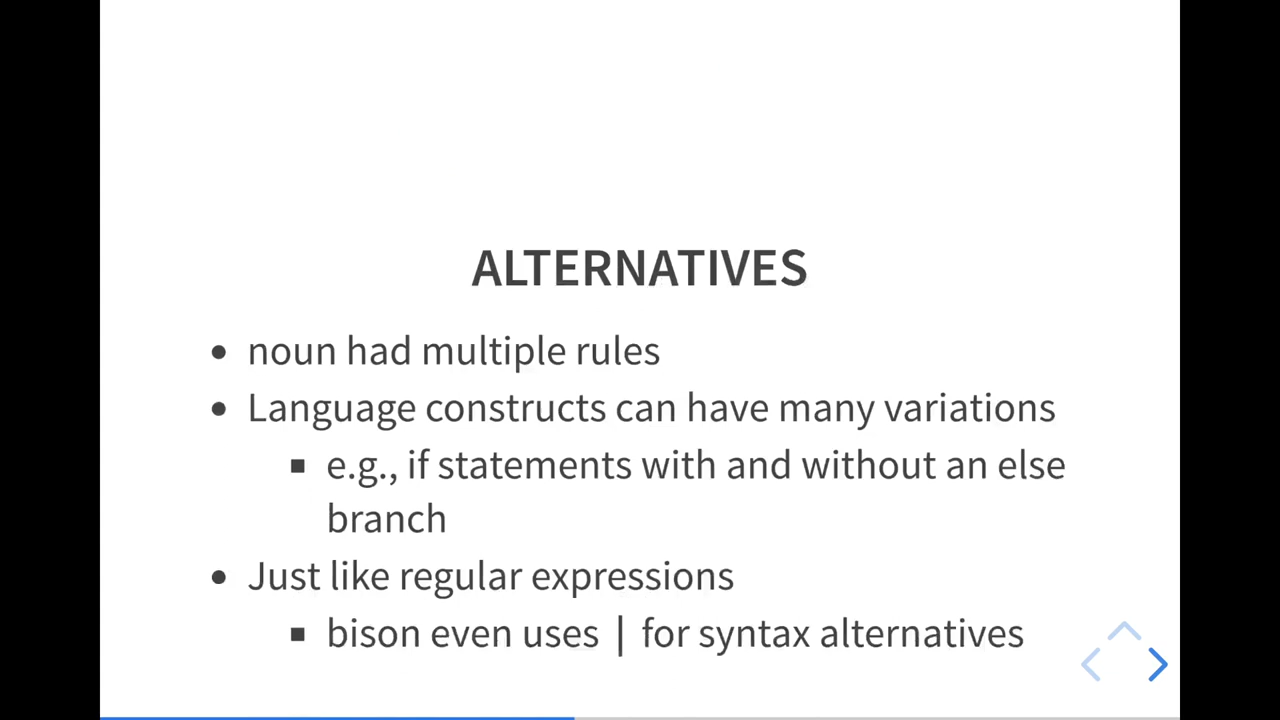 ALTERNATIVES
• noun had multiple rules
• Language constructs can have many variations
▪ e.g., if statements with and without an else
branch
• Just like regular expressions
▪ bison even uses | for syntax alternatives